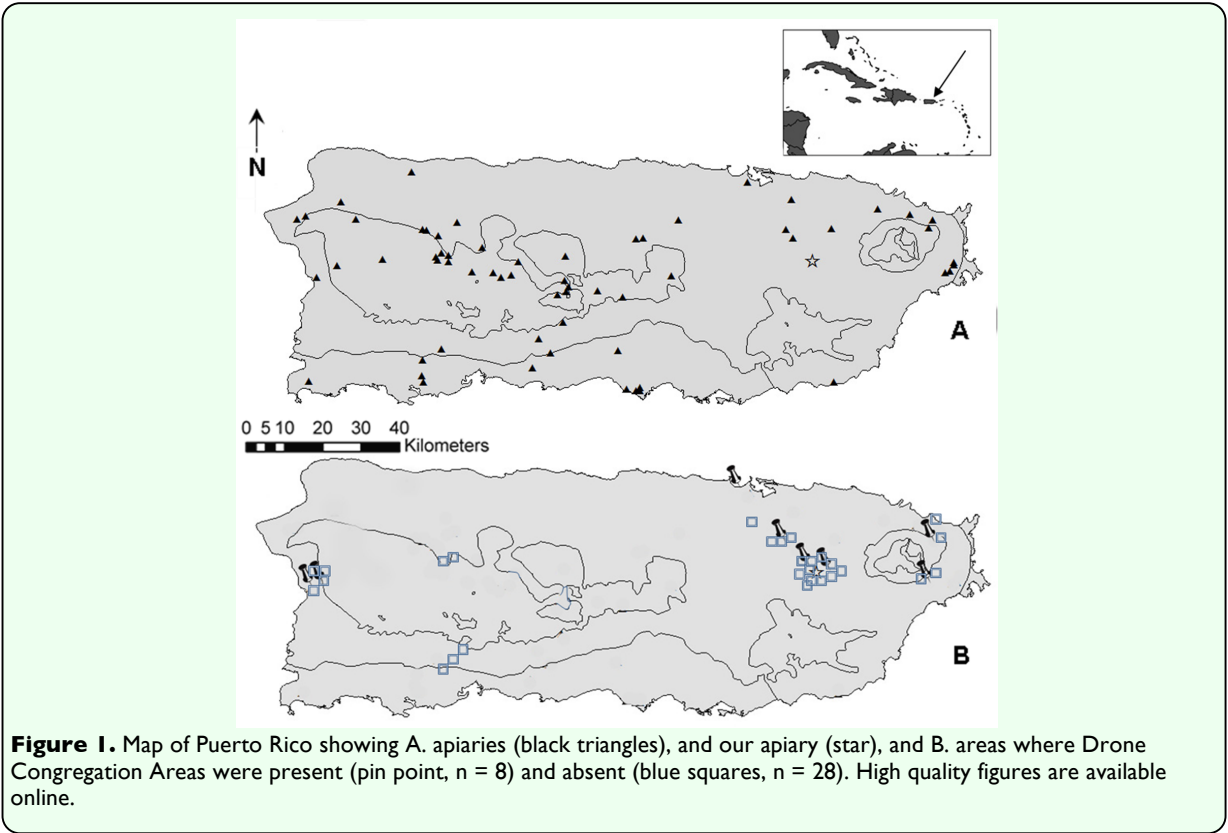 N
A
0 5 10 20 30 40
Kilometers
B
Figure 1. Map of Puerto Rico showing A. apiaries (black triangles), and our apiary (star), and B. areas where Drone
Congregation Areas were present (pin point, n = 8) and absent (blue squares, n = 28). High quality figures are available
online.